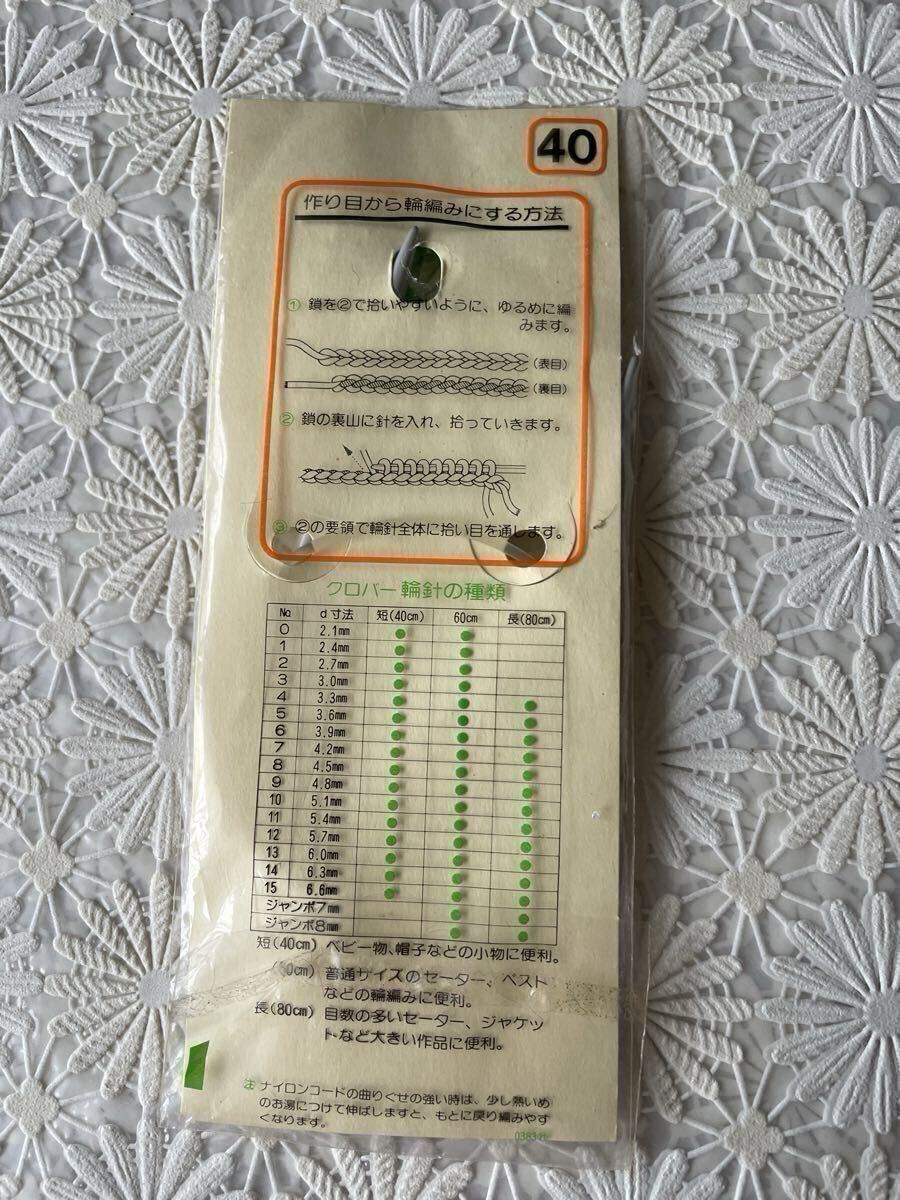 40
作り目から輪編みにする方法
① 鎖を②で拾いやすいように、ゆるめに編
みます。
(表目)
(裏目)
② 鎖の裏山に針を入れ、拾っていきます。
③ ②の要領で輪針全体に拾い目を通します。
クロバー 輪針の種類
No. d寸法 短(40cm) 60cm 長(80cm)
0 2.1mm ● ●
1 2.4mm ● ●
2 2.7mm ● ●
3 3.0mm ● ●
4 3.3mm ● ● ●
5 3.6mm ● ● ●
6 3.9mm ● ● ●
7 4.2mm ● ● ●
8 4.5mm ● ● ●
9 4.8mm ● ● ●
10 5.1mm ● ● ●
11 5.4mm ● ● ●
12 5.7mm ● ● ●
13 6.0mm ● ● ●
14 6.3mm ● ● ●
15 6.6mm ● ● ●
ジャンボ7mm ● ●
ジャンボ8mm ● ●
短(40cm) ベビー物、帽子などの小物に便利。
(60cm) 普通サイズのセーター、ベスト
などの輪編みに便利。
長(80cm) 目数の多いセーター、ジャケッ
トなど大きい作品に便利。
注 ナイロンコードの曲りぐせの強い時は、少し熱いめ
のお湯につけて伸ばしますと、もとに戻り編みやす
くなります。